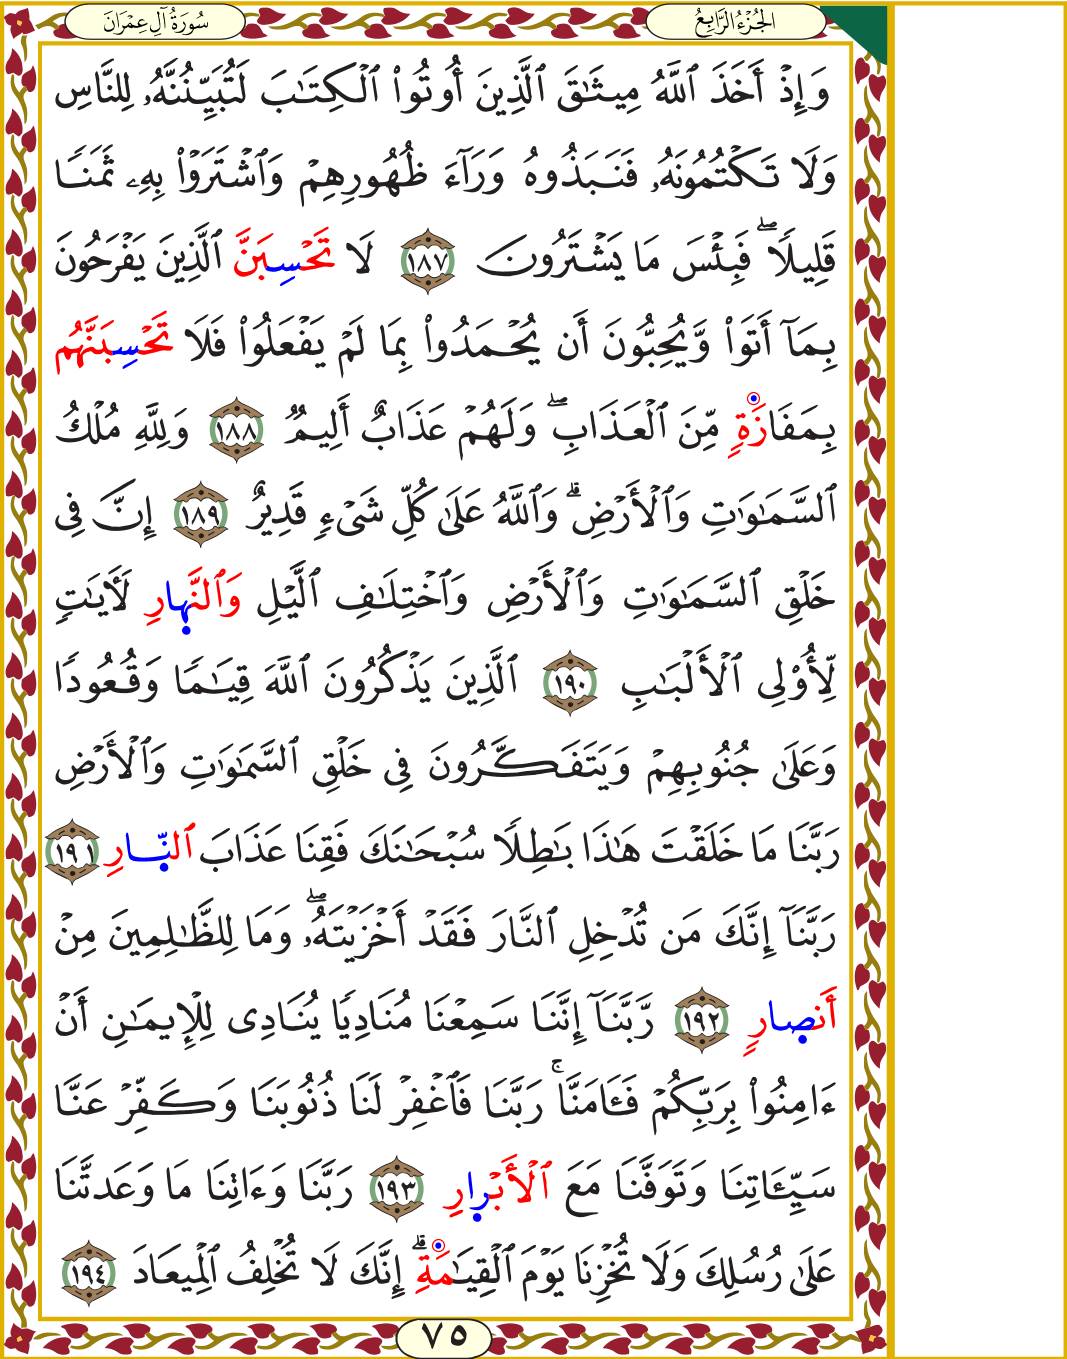 الجُزْءُ الرَّابِعُ
سُورَةُ آلِ عِمْرَانَ
وَإِذْ أَخَذَ ٱللَّهُ مِيثَٰقَ ٱلَّذِينَ أُوتُوا۟ ٱلْكِتَٰبَ لَتُبَيِّنُنَّهُۥ لِلنَّاسِ
وَلَا تَكْتُمُونَهُۥ فَنَبَذُوهُ وَرَآءَ ظُهُورِهِمْ وَٱشْتَرَوْا۟ بِهِۦ ثَمَنًا
قَلِيلًا ۖ فَبِئْسَ مَا يَشْتَرُونَ ١٨٧ لَا تَحْسِبَنَّ ٱلَّذِينَ يَفْرَحُونَ
بِمَآ أَتَوا۟ وَّيُحِبُّونَ أَن يُحْمَدُوا۟ بِمَا لَمْ يَفْعَلُوا۟ فَلَا تَحْسِبَنَّهُم
بِمَفَازَةٍ مِّنَ ٱلْعَذَابِ ۖ وَلَهُمْ عَذَابٌ أَلِيمٌ ١٨٨ وَلِلَّهِ مُلْكُ
ٱلسَّمَٰوَٰتِ وَٱلْأَرْضِ ۗ وَٱللَّهُ عَلَىٰ كُلِّ شَىْءٍ قَدِيرٌ ١٨٩ إِنَّ فِى
خَلْقِ ٱلسَّمَٰوَٰتِ وَٱلْأَرْضِ وَٱخْتِلَٰفِ ٱلَّيْلِ وَٱلنَّهارِ لَـَٔايَٰتٍ
لِّأُو۟لِى ٱلْأَلْبَٰبِ ١٩٠ ٱلَّذِينَ يَذْكُرُونَ ٱللَّهَ قِيَٰمًا وَقُعُودًا
وَعَلَىٰ جُنُوبِهِمْ وَيَتَفَكَّرُونَ فِى خَلْقِ ٱلسَّمَٰوَٰتِ وَٱلْأَرْضِ
رَبَّنَا مَا خَلَقْتَ هَٰذَا بَٰطِلًا سُبْحَٰنَكَ فَقِنَا عَذَابَ ٱلنّارِ ١٩١
رَبَّنَآ إِنَّكَ مَن تُدْخِلِ ٱلنَّارَ فَقَدْ أَخْزَيْتَهُۥ ۖ وَمَا لِلظَّٰلِمِينَ مِنْ
أَنصارٍ ١٩٢ رَّبَّنَآ إِنَّنَا سَمِعْنَا مُنَادِيًا يُنَادِى لِلْإِيمَٰنِ أَنْ
ءَامِنُوا۟ بِرَبِّكُمْ فَـَٔامَنَّا ۚ رَبَّنَا فَٱغْفِرْ لَنَا ذُنُوبَنَا وَكَفِّرْ عَنَّا
سَيِّـَٔاتِنَا وَتَوَفَّنَا مَعَ ٱلْأَبْرارِ ١٩٣ رَبَّنَا وَءَاتِنَا مَا وَعَدتَّنَا
عَلَىٰ رُسُلِكَ وَلَا تُخْزِنَا يَوْمَ ٱلْقِيَٰمَةِ ۗ إِنَّكَ لَا تُخْلِفُ ٱلْمِيعَادَ ١٩٤
٧٥